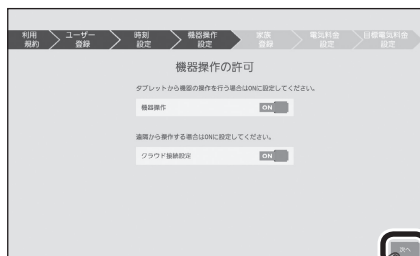 利用
規約
ユーザー
登録
時刻
設定
機器操作
設定
家族
登録
電気料金
設定
目標電気料金
設定
機器操作の許可
タブレットから機器の操作を行う場合はONに設定してください。
機器操作
ON
遠隔から操作する場合はONに設定してください。
クラウド接続設定
ON
次へ